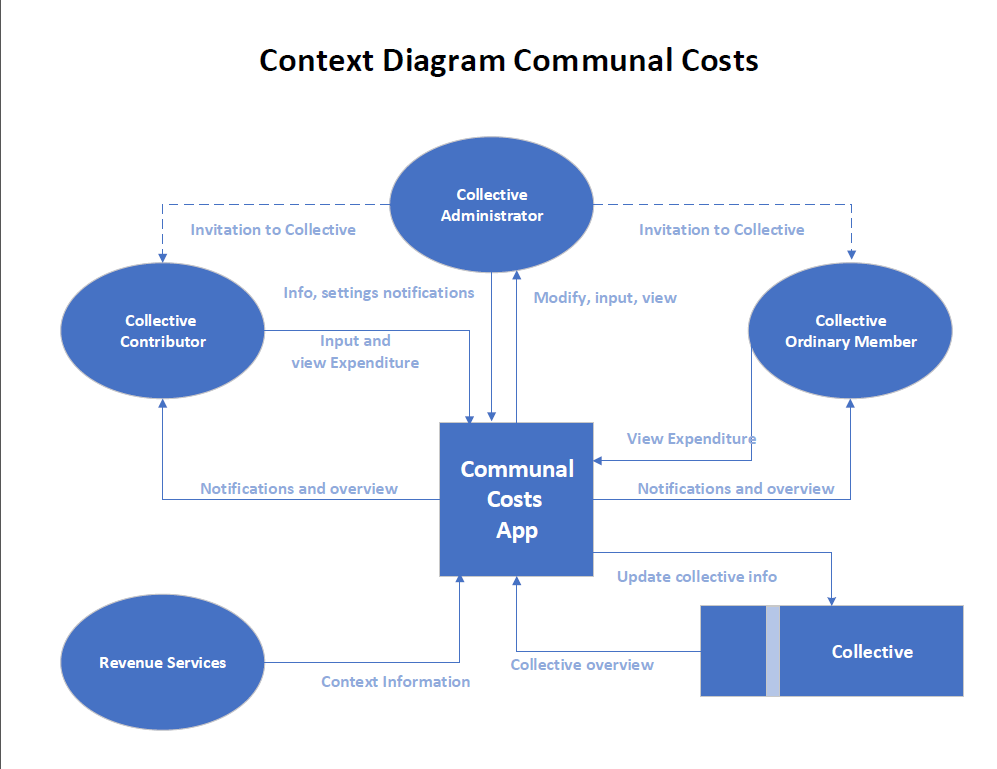 Context Diagram Communal Costs
Collective
Administrator
Invitation to Collective
Invitation to Collective
Info, settings notifications
Modify, input, view
Collective
Contributor
Collective
Ordinary Member
Input and
view Expenditure
View Expenditure
Communal
Costs
App
Notifications and overview
Notifications and overview
Update collective info
Revenue Services
Collective
Collective overview
Context Information